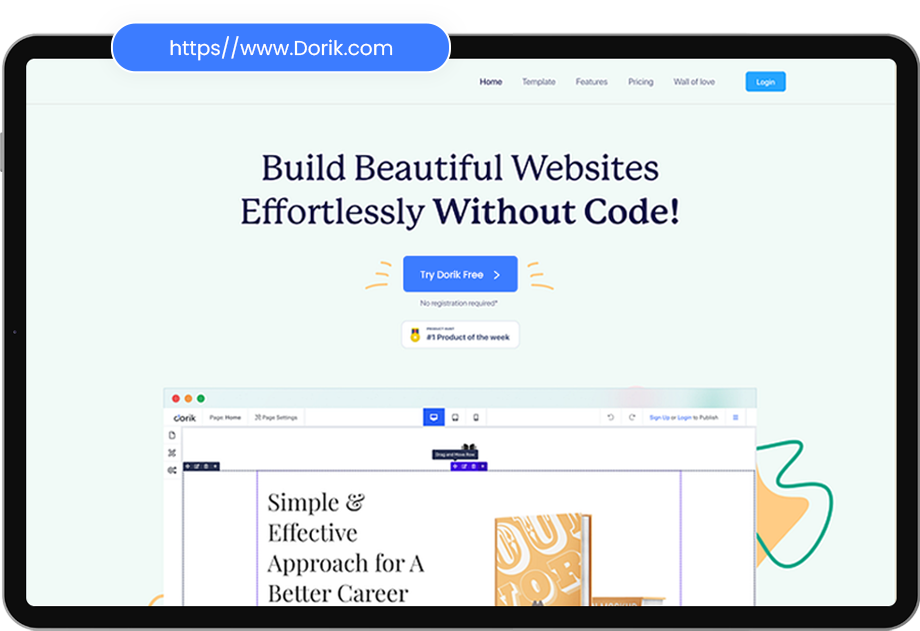 https//www.Dorik.com
Home Template Features Pricing Wall of love Login
Build Beautiful Websites
Effortlessly Without Code!
Try Dorik Free
No registration required*
PRODUCT HUNT
#1 Product of the week
dorik Page: Home Page Settings Sign Up or Login to Publish
Drag and Move Row
Simple &
Effective
Approach for A
Better Career